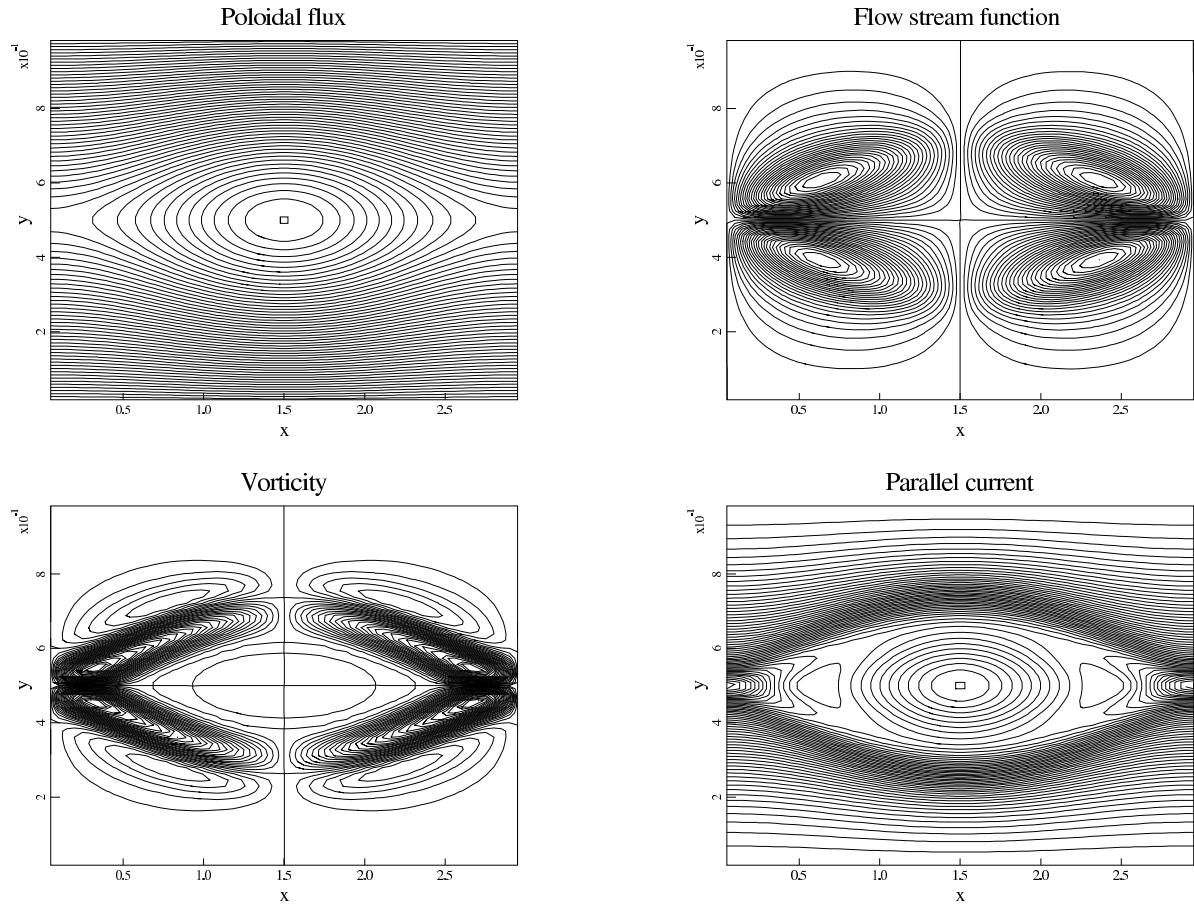 Poloidal flux
x10⁻¹
8
6
4
2
y
0.5 1.0 1.5 2.0 2.5
x
Flow stream function
x10⁻¹
8
6
4
2
y
0.5 1.0 1.5 2.0 2.5
x
Vorticity
x10⁻¹
8
6
4
2
y
0.5 1.0 1.5 2.0 2.5
x
Parallel current
x10⁻¹
8
6
4
2
y
0.5 1.0 1.5 2.0 2.5
x